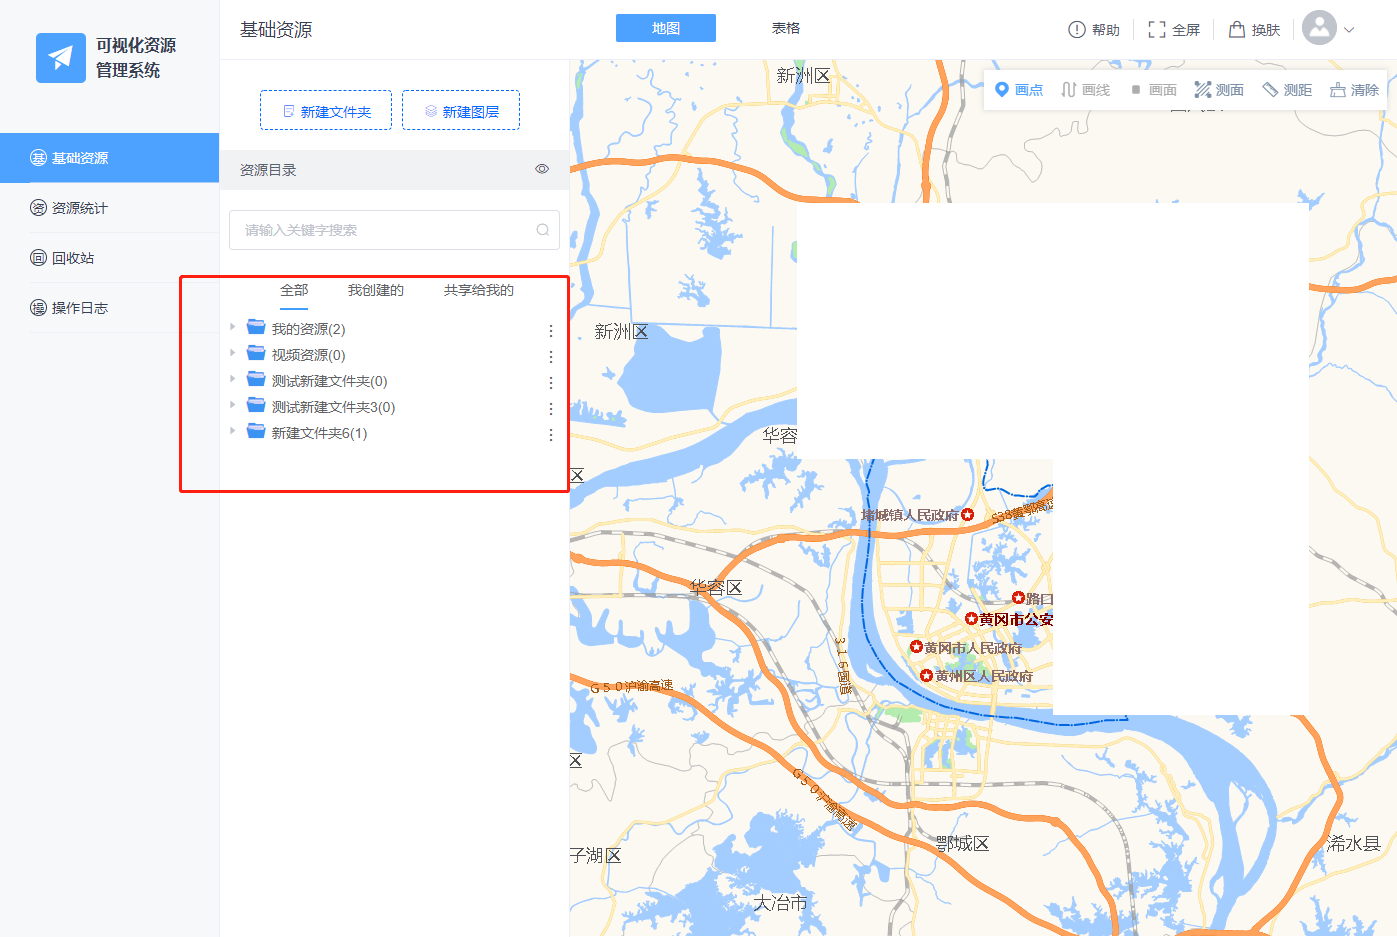 可视化资源
管理系统
基础资源
地图
表格
帮助
全屏
换肤
基 基础资源
资 资源统计
回 回收站
操 操作日志
新建文件夹
新建图层
资源目录
请输入关键字搜索
全部
我创建的
共享给我的
我的资源(2)
视频资源(0)
测试新建文件夹(0)
测试新建文件夹3(0)
新建文件夹6(1)
画点
画线
画面
测面
测距
清除
新洲区
新洲区
华容
区
堵城镇人民政府
S38黄鄂高速
华容区
路口
黄冈市公安
黄冈市人民政府
黄州区人民政府
316国道
G50沪渝高速
区
G50沪渝高速
鄂城区
浠水县
子湖区
大冶市